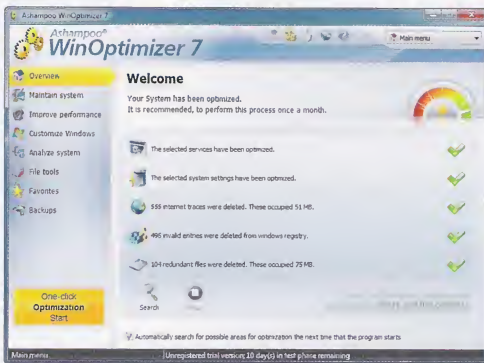 Ashampoo WinOptimizer 7
Ashampoo®
WinOptimizer 7
Main menu
Overview
Maintain system
Improve performance
Customize Windows
Analyze system
File tools
Favorites
Backups
One-click
Optimization
Start
Welcome
Your System has been optimized.
It is recommended, to perform this process once a month.
The selected services have been optimized.
The selected system settings have been optimized.
555 internet traces were deleted. These occupied 51 MB.
496 invalid entries were deleted from windows registry.
104 redundant files were deleted. These occupied 75 MB.
Search
Automatically search for possible areas for optimization the next time that the program starts
Main menu
Unregistered trial version; 10 day(s) in test phase remaining